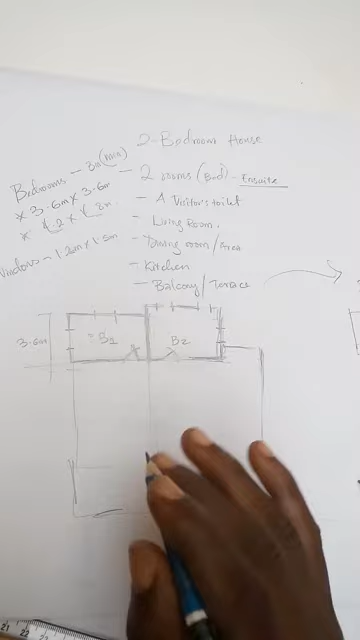 2-Bedroom House
Bedrooms - 3m (min)
* 3.6m x 3.6m
*
Windows - 1.2m x 1.5m
- 2 rooms (Bed) - Ensuite
- A Visitor's toilet
- Living Room.
- Dining room/Area
- Kitchen
- Balcony/Terrace
3.6m
B1
B2